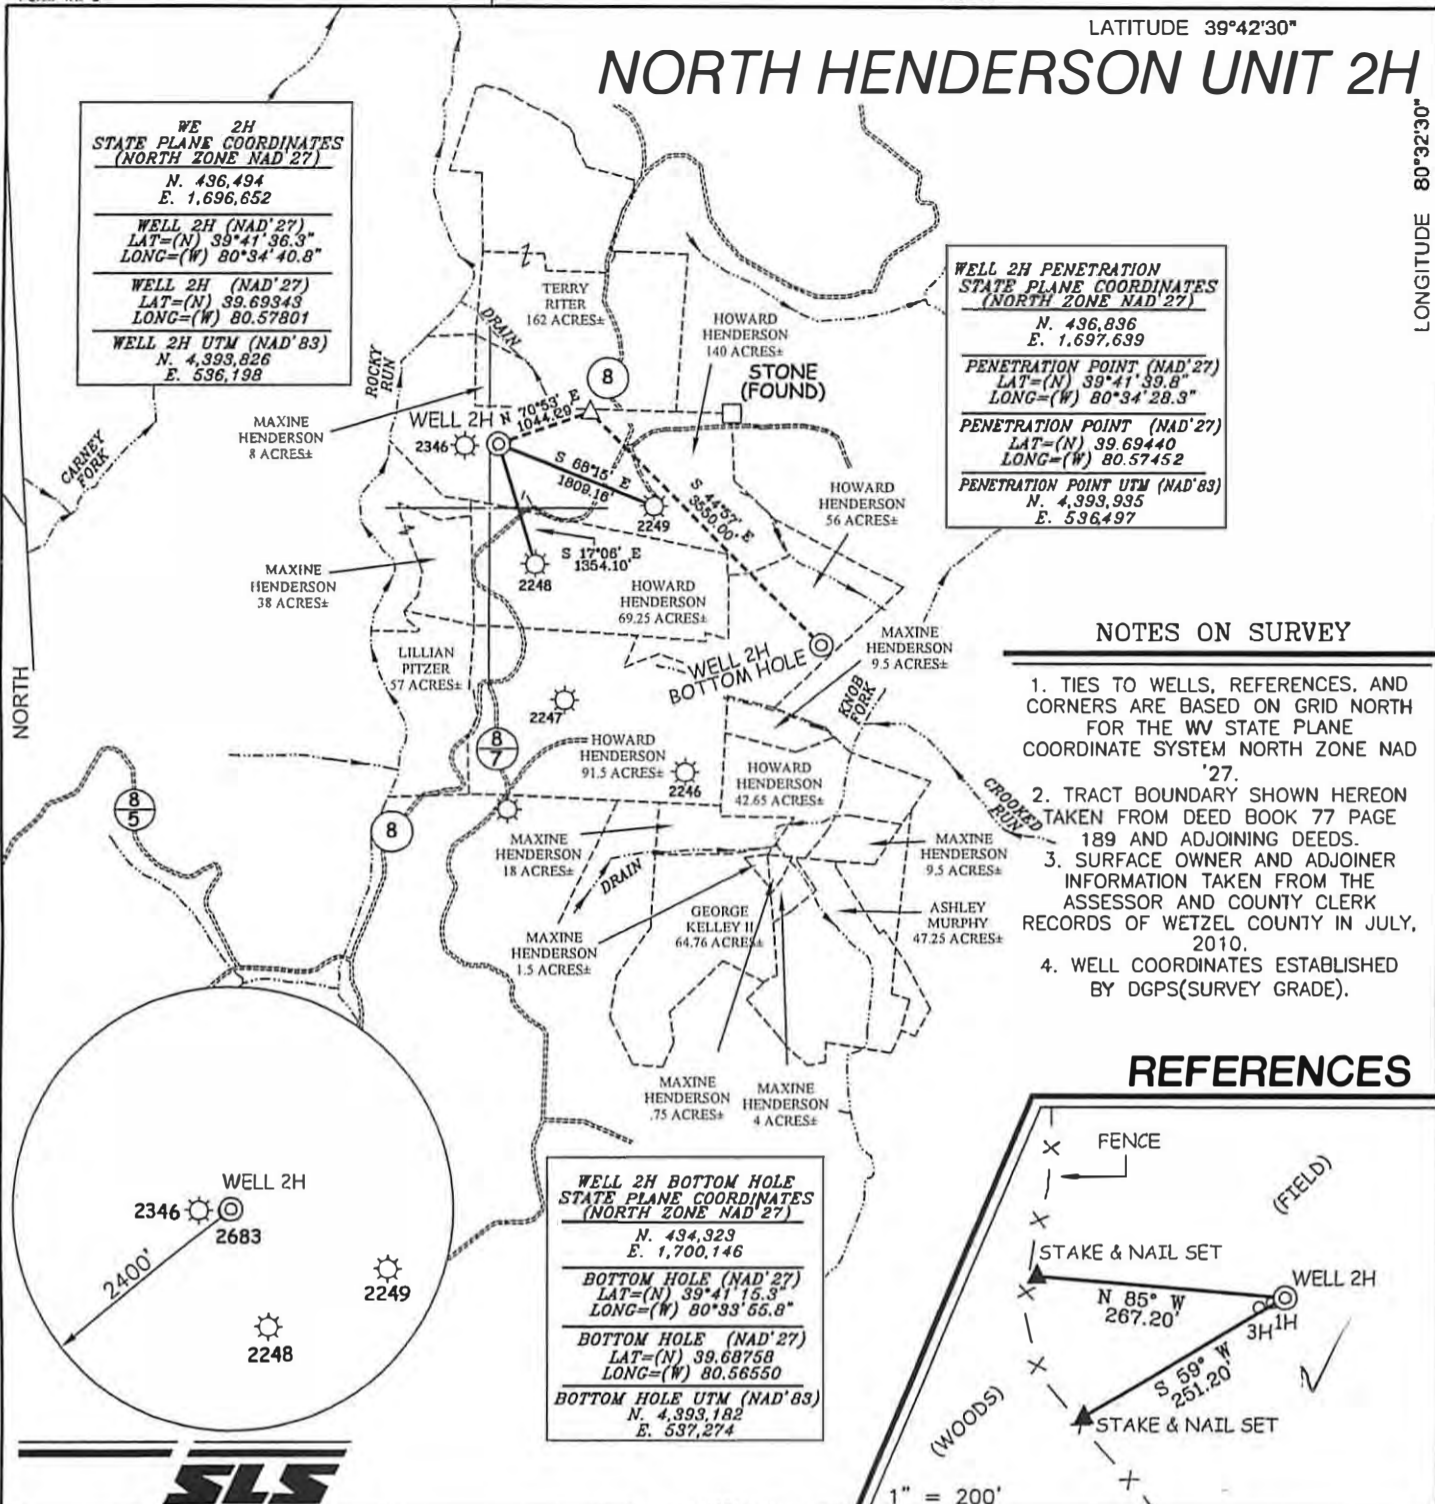 LATITUDE 39°42'30"
NORTH HENDERSON UNIT 2H
LONGITUDE 80°32'30"
WE 2H
STATE PLANE COORDINATES
(NORTH ZONE NAD'27)
N. 436,494
E. 1,696,652
WELL 2H (NAD'27)
LAT=(N) 39°41'36.3"
LONG=(W) 80°34'40.8"
WELL 2H (NAD'27)
LAT=(N) 39.69343
LONG=(W) 80.57801
WELL 2H UTM (NAD'83)
N. 4,393,826
E. 536,198
WELL 2H PENETRATION
STATE PLANE COORDINATES
(NORTH ZONE NAD'27)
N. 436,836
E. 1,697,639
PENETRATION POINT (NAD'27)
LAT=(N) 39°41'39.8"
LONG=(W) 80°34'28.3"
PENETRATION POINT (NAD'27)
LAT=(N) 39.69440
LONG=(W) 80.57452
PENETRATION POINT UTM (NAD'83)
N. 4,393,935
E. 536,497
TERRY
RITER
162 ACRES±
DRAIN
ROCKY
RUN
HOWARD
HENDERSON
140 ACRES±
8
STONE
(FOUND)
MAXINE
HENDERSON
8 ACRES±
WELL 2H
N 70°53' E
1044.29'
2346
CARNEY
FORK
S 68°15' E
1809.16'
2249
S 44°57' E
3550.00'
HOWARD
HENDERSON
56 ACRES±
S 17°06' E
1354.10'
2248
MAXINE
HENDERSON
38 ACRES±
HOWARD
HENDERSON
69.25 ACRES±
MAXINE
HENDERSON
9.5 ACRES±
WELL 2H
BOTTOM HOLE
LILLIAN
PITZER
57 ACRES±
NORTH
KNOB
FORK
2247
8
7
HOWARD
HENDERSON
91.5 ACRES±
2246
HOWARD
HENDERSON
42.65 ACRES±
CROOKED
RUN
8
5
8
MAXINE
HENDERSON
18 ACRES±
DRAIN
MAXINE
HENDERSON
9.5 ACRES±
MAXINE
HENDERSON
1.5 ACRES±
GEORGE
KELLEY II
64.76 ACRES±
ASHLEY
MURPHY
47.25 ACRES±
MAXINE
HENDERSON
.75 ACRES±
MAXINE
HENDERSON
4 ACRES±
NOTES ON SURVEY
1. TIES TO WELLS, REFERENCES, AND
CORNERS ARE BASED ON GRID NORTH
FOR THE WV STATE PLANE
COORDINATE SYSTEM NORTH ZONE NAD
'27.
2. TRACT BOUNDARY SHOWN HEREON
TAKEN FROM DEED BOOK 77 PAGE
189 AND ADJOINING DEEDS.
3. SURFACE OWNER AND ADJOINER
INFORMATION TAKEN FROM THE
ASSESSOR AND COUNTY CLERK
RECORDS OF WETZEL COUNTY IN JULY,
2010.
4. WELL COORDINATES ESTABLISHED
BY DGPS(SURVEY GRADE).
WELL 2H
2346
2683
2400'
2249
2248
WELL 2H BOTTOM HOLE
STATE PLANE COORDINATES
(NORTH ZONE NAD'27)
N. 434,323
E. 1,700,146
BOTTOM HOLE (NAD'27)
LAT=(N) 39°41'15.3"
LONG=(W) 80°33'55.8"
BOTTOM HOLE (NAD'27)
LAT=(N) 39.68758
LONG=(W) 80.56550
BOTTOM HOLE UTM (NAD'83)
N. 4,393,182
E. 537,274
REFERENCES
FENCE
(FIELD)
STAKE & NAIL SET
WELL 2H
N 85° W
267.20'
3H
1H
S 59° W
251.20'
STAKE & NAIL SET
(WOODS)
1" = 200'
SLS